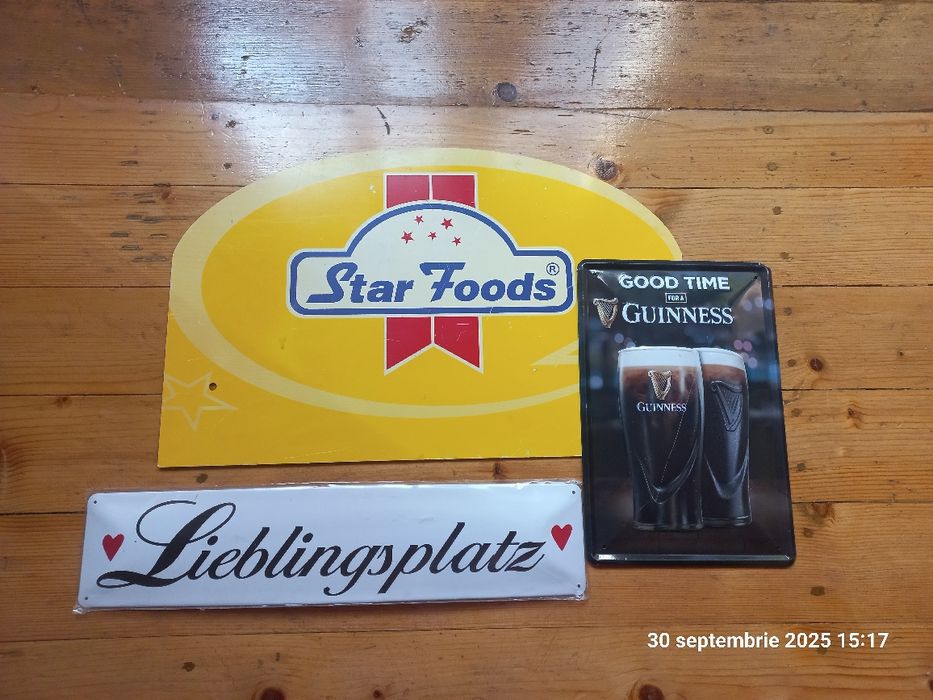 Star Foods®
GOOD TIME
FOR A
GUINNESS
GUINNESS
Lieblingsplatz
30 septembrie 2025 15:17